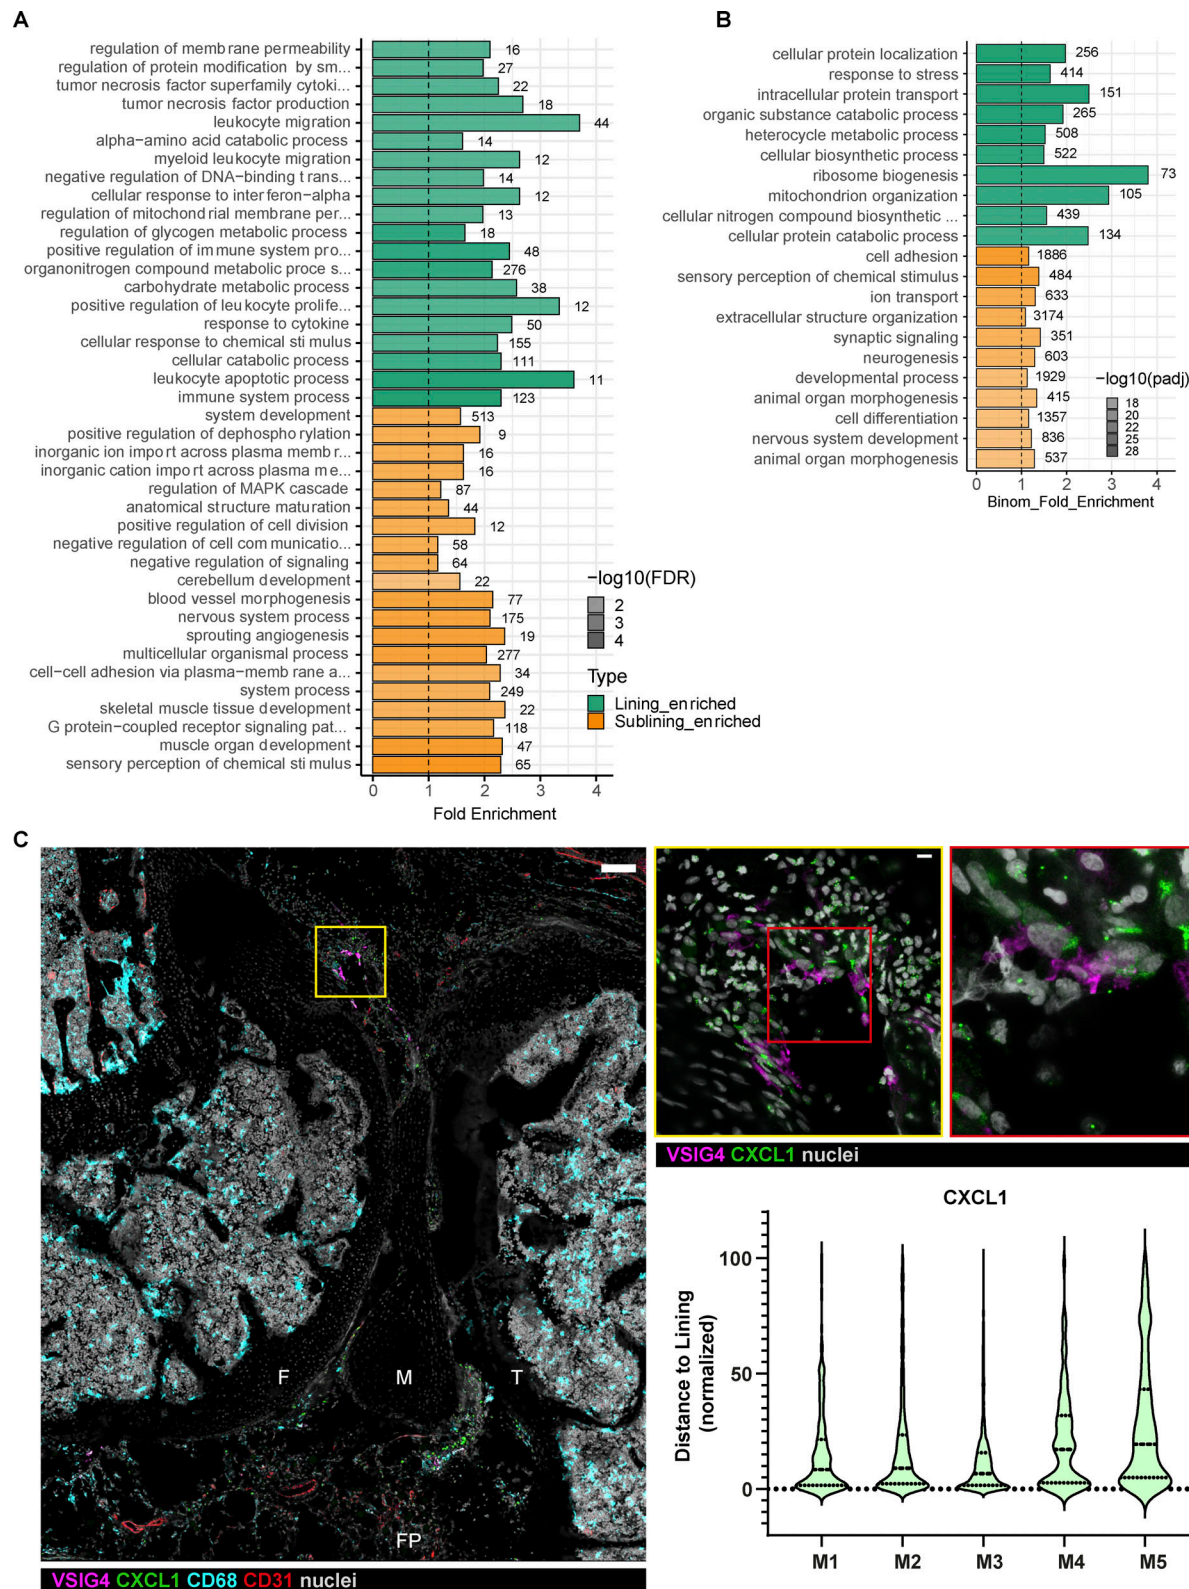 A
regulation of membrane permeability 16
regulation of protein modification by sm... 27
tumor necrosis factor superfamily cytoki... 22
tumor necrosis factor production 18
leukocyte migration 44
alpha-amino acid catabolic process 14
myeloid leukocyte migration 12
negative regulation of DNA-binding trans... 14
cellular response to interferon-alpha 12
regulation of mitochondrial membrane per... 13
regulation of glycogen metabolic process 18
positive regulation of immune system pro... 48
organonitrogen compound metabolic proces... 276
carbohydrate metabolic process 38
positive regulation of leukocyte prolife... 12
response to cytokine 50
cellular response to chemical stimulus 155
cellular catabolic process 111
leukocyte apoptotic process 11
immune system process 123
system development 513
positive regulation of dephosphorylation 9
inorganic ion import across plasma membr... 16
inorganic cation import across plasma me... 16
regulation of MAPK cascade 87
anatomical structure maturation 44
positive regulation of cell division 12
negative regulation of cell communicatio... 58
negative regulation of signaling 64
cerebellum development 22
blood vessel morphogenesis 77
nervous system process 175
sprouting angiogenesis 19
multicellular organismal process 277
cell-cell adhesion via plasma-membrane a... 34
system process 249
skeletal muscle tissue development 22
G protein-coupled receptor signaling pat... 118
muscle organ development 47
sensory perception of chemical stimulus 65
0 1 2 3 4
Fold Enrichment
-log10(FDR)
2
3
4
Type
Lining_enriched
Sublining_enriched
B
cellular protein localization 256
response to stress 414
intracellular protein transport 151
organic substance catabolic process 265
heterocycle metabolic process 508
cellular biosynthetic process 522
ribosome biogenesis 73
mitochondrion organization 105
cellular nitrogen compound biosynthetic ... 439
cellular protein catabolic process 134
cell adhesion 1886
sensory perception of chemical stimulus 484
ion transport 633
extracellular structure organization 3174
synaptic signaling 351
neurogenesis 603
developmental process 1929
animal organ morphogenesis 415
cell differentiation 1357
nervous system development 836
animal organ morphogenesis 537
0 1 2 3 4
Binom_Fold_Enrichment
-log10(padj)
18
20
22
25
28
C
F M T
FP
VSIG4 CXCL1 CD68 CD31 nuclei
VSIG4 CXCL1 nuclei
CXCL1
Distance to Lining
(normalized)
100
50
0
M1 M2 M3 M4 M5